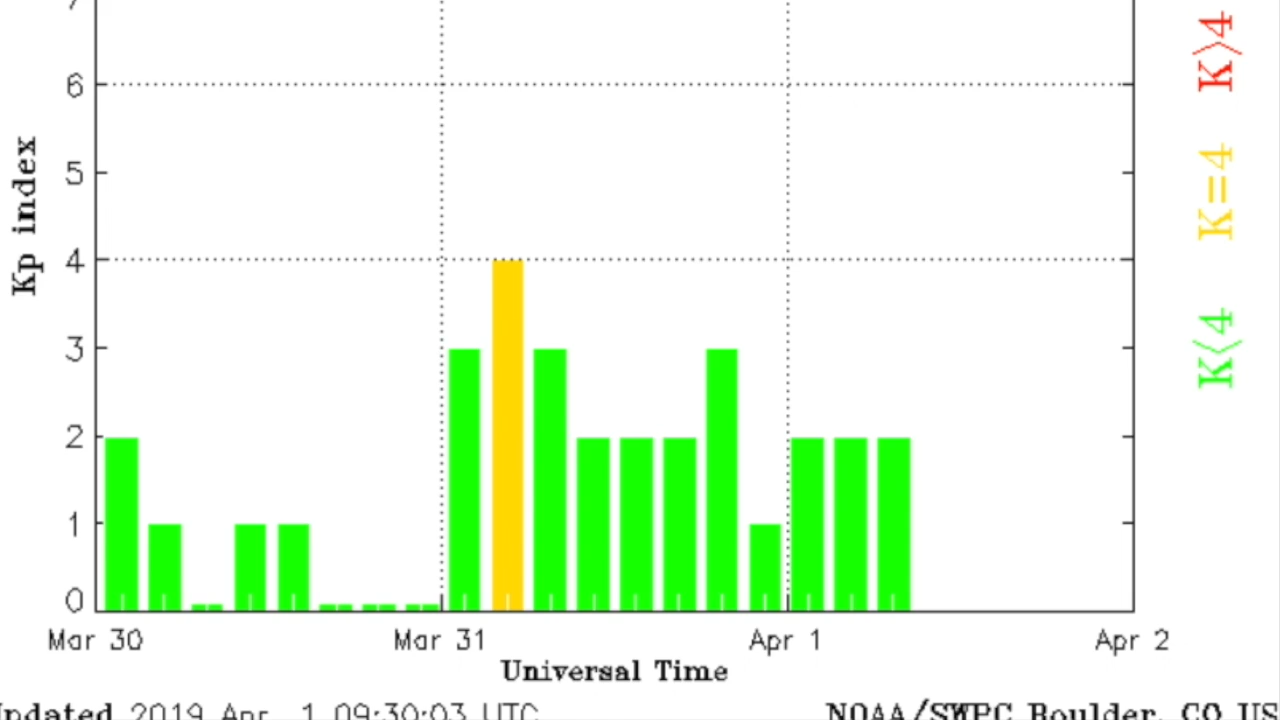 7
6
5
4
3
2
1
0
Kp index
K<4 K=4 K>4
Mar 30 Mar 31 Apr 1 Apr 2
Universal Time
Updated 2019 Apr 1 09:30:03 UTC NOAA/SWPC Boulder, CO US